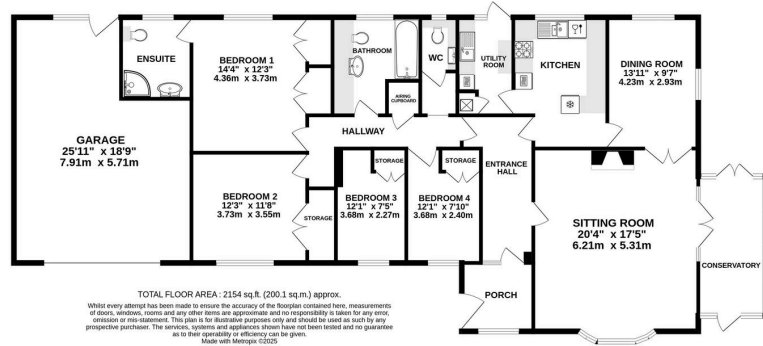 ENSUITE
BEDROOM 1
14'4" x 12'3"
4.36m x 3.73m
BATHROOM
AIRING
CUPBOARD
WC
UTILITY
ROOM
KITCHEN
DINING ROOM
13'11" x 9'7"
4.23m x 2.93m
GARAGE
25'11" x 18'9"
7.91m x 5.71m
HALLWAY
BEDROOM 2
12'3" x 11'8"
3.73m x 3.55m
STORAGE
STORAGE
BEDROOM 3
12'1" x 7'5"
3.68m x 2.27m
STORAGE
BEDROOM 4
12'1" x 7'10"
3.68m x 2.40m
ENTRANCE
HALL
SITTING ROOM
20'4" x 17'5"
6.21m x 5.31m
CONSERVATORY
PORCH
TOTAL FLOOR AREA : 2154 sq.ft. (200.1 sq.m.) approx.
Whilst every attempt has been made to ensure the accuracy of the floorplan contained here, measurements
of doors, windows, rooms and any other items are approximate and no responsibility is taken for any error,
omission or mis-statement. This plan is for illustrative purposes only and should be used as such by any
prospective purchaser. The services, systems and appliances shown have not been tested and no guarantee
as to their operability or efficiency can be given.
Made with Metropix ©2025